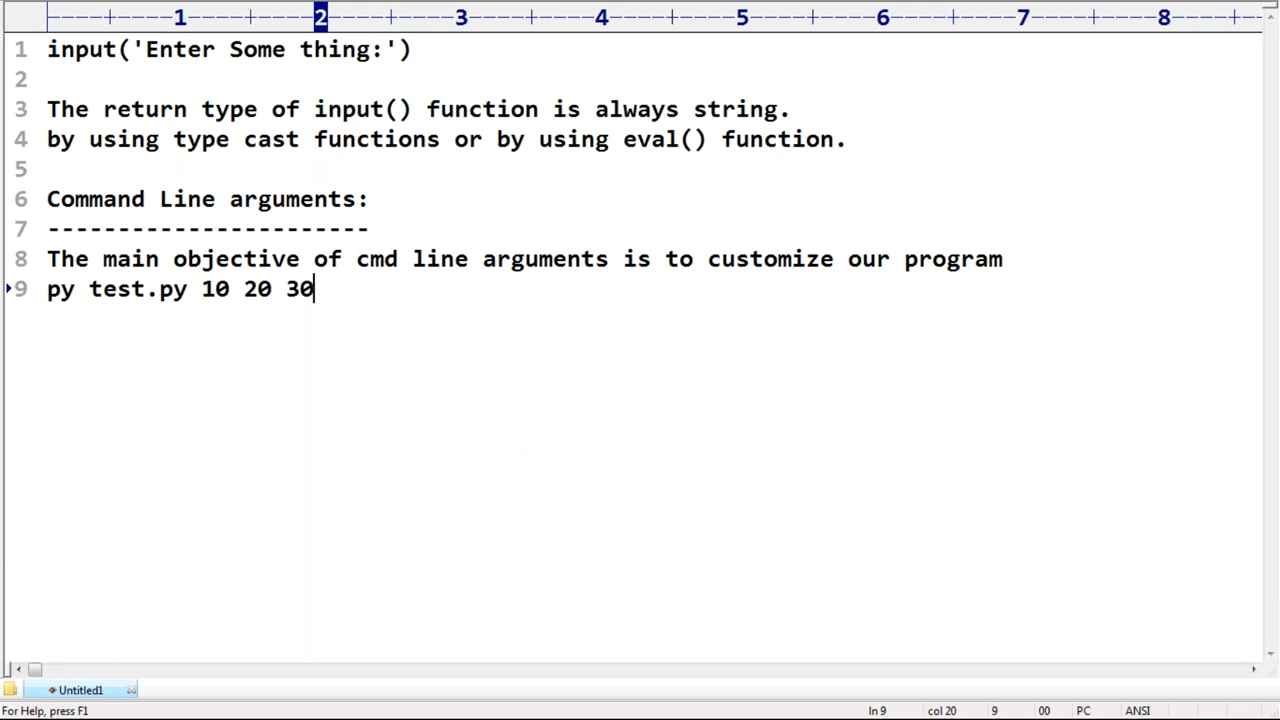 1 2 3 4 5 6 7 8
1 input('Enter Some thing:')
2
3 The return type of input() function is always string.
4 by using type cast functions or by using eval() function.
5
6 Command Line arguments:
7 -----------------------
8 The main objective of cmd line arguments is to customize our program
9 py test.py 10 20 30
Untitled1
For Help, press F1 ln 9 col 20 9 00 PC ANSI